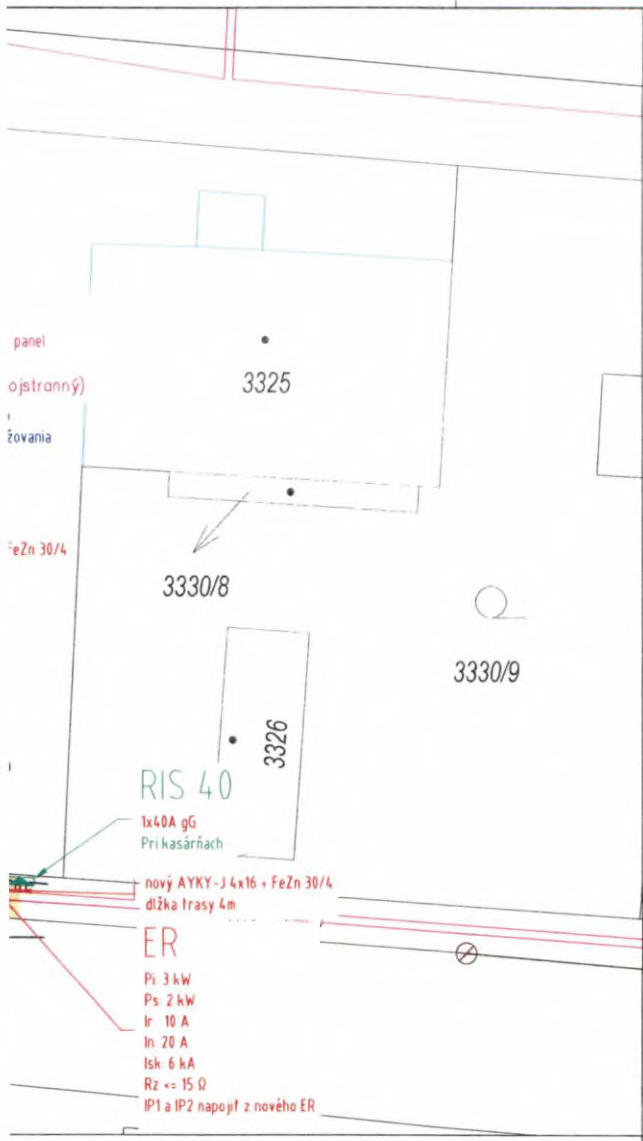 panel
3325
ojstranný)
žovania
FeZn 30/4
3330/8
3330/9
3326
RIS 40
1x40A gG
Pri kasárňach
nový AYKY-J 4x16 + FeZn 30/4
dĺžka trasy 4m
ER
Pi: 3 kW
Ps: 2 kW
Ir: 10 A
In: 20 A
Isk: 6 kA
Rz <= 15 Ω
IP1 a IP2 napojiť z nového ER